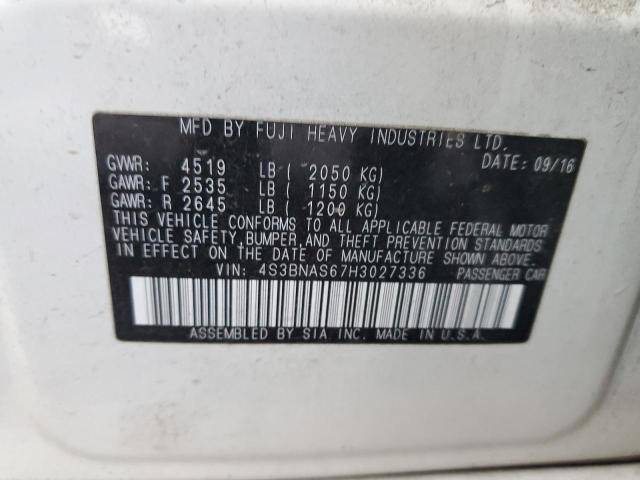 MFD BY FUJI HEAVY INDUSTRIES LTD.
DATE: 09/16
GVWR: 4519 LB ( 2050 KG)
GAWR: F 2535 LB ( 1150 KG)
GAWR: R 2645 LB ( 1200 KG)
THIS VEHICLE CONFORMS TO ALL APPLICABLE FEDERAL MOTOR
VEHICLE SAFETY, BUMPER, AND THEFT PREVENTION STANDARDS
IN EFFECT ON THE DATE OF MANUFACTURE SHOWN ABOVE.
VIN: 4S3BNAS67H3027336 PASSENGER CAR
ASSEMBLED BY SIA INC. MADE IN U.S.A.